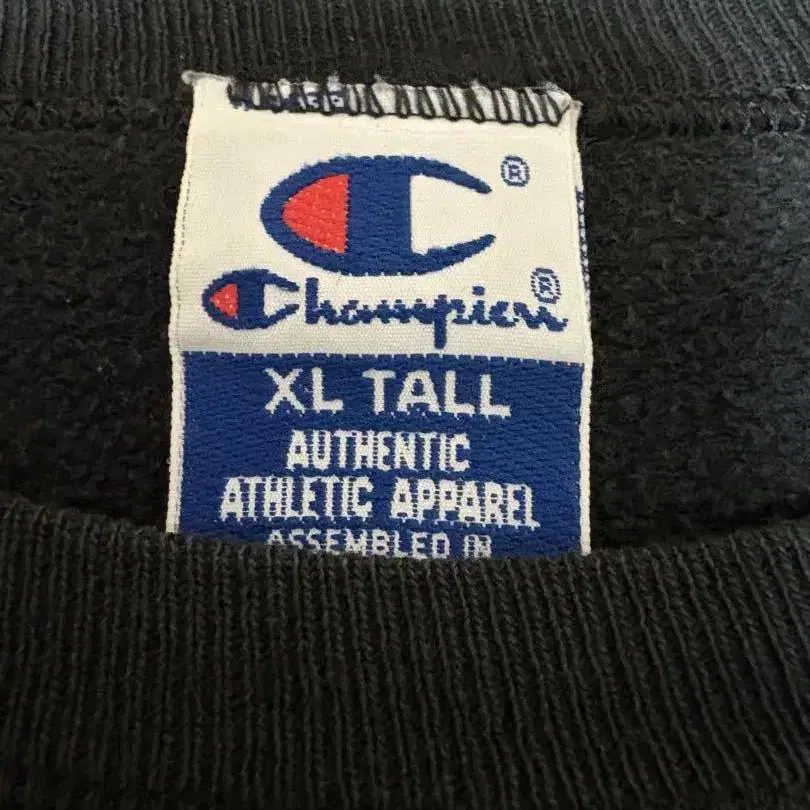 ®
Champion®
XL TALL
AUTHENTIC
ATHLETIC APPAREL
ASSEMBLED IN